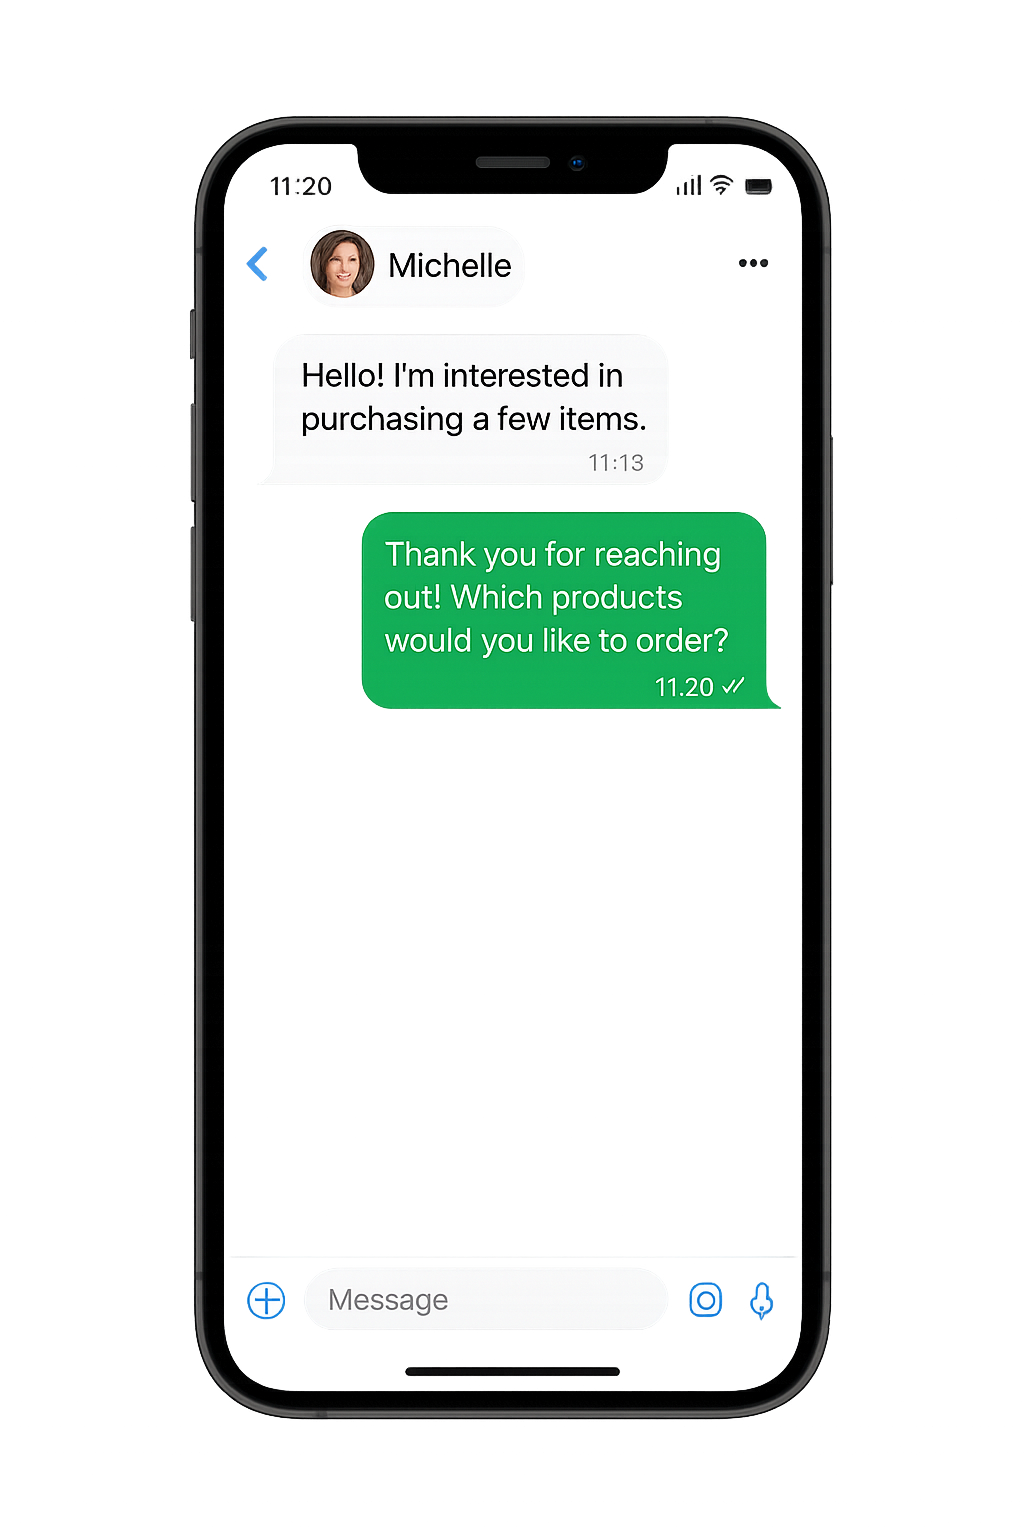 11:20
Michelle
Hello! I'm interested in
purchasing a few items.
11:13
Thank you for reaching
out! Which products
would you like to order?
11.20
Message